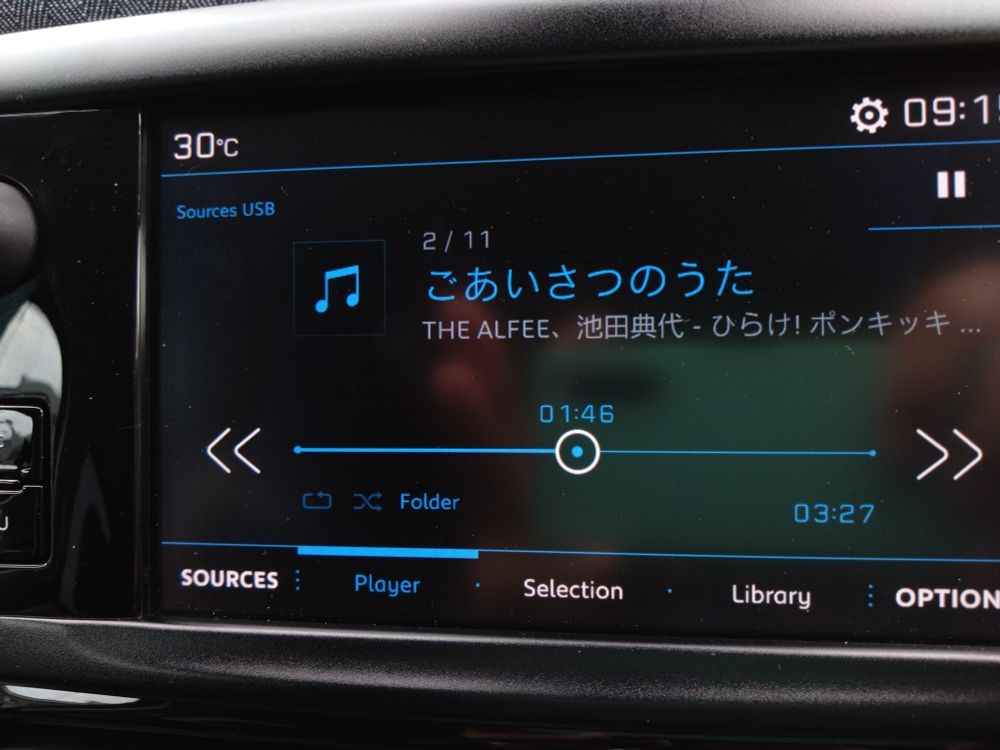 30°C
09:1
Sources USB
2 / 11
ごあいさつのうた
THE ALFEE、池田典代 - ひらけ! ポンキッキ ...
01:46
Folder
03:27
SOURCES
Player
Selection
Library
OPTION